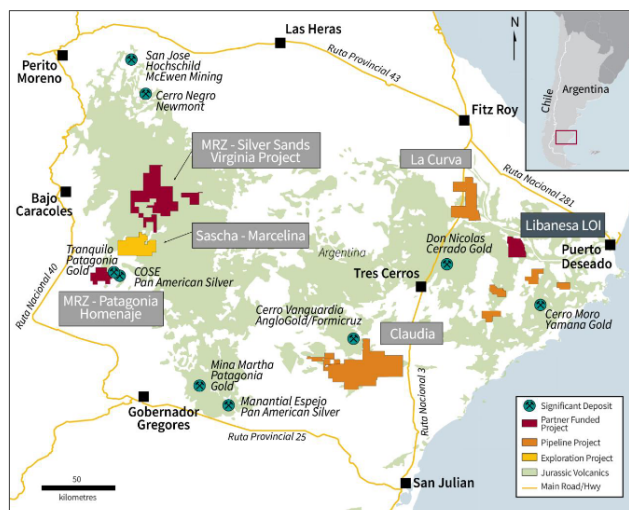 Las Heras
N
Chile
Argentina
Perito
Moreno
San Jose
Hochschild
McEwen Mining
Ruta Provincial 43
Cerro Negro
Newmont
Fitz Roy
MRZ - Silver Sands
Virginia Project
La Curva
Ruta Nacional 281
Bajo
Caracoles
Libanesa LOI
Sascha - Marcelina
Argentina
Don Nicolas
Cerrado Gold
Puerto
Deseado
Tranquilo
Patagonia
Gold
COSE
Pan American Silver
Tres Cerros
Ruta Nacional 40
MRZ - Patagonia
Homenaje
Cerro Vanguardia
AngloGold/Formicruz
Claudia
Cerro Moro
Yamana Gold
Mina Martha
Patagonia
Gold
Ruta Nacional 3
Manantial Espejo
Pan American Silver
Gobernador
Gregores
Ruta Provincial 25
Significant Deposit
Partner Funded
Project
Pipeline Project
Exploration Project
Jurassic Volcanics
Main Road/Hwy
50
kilometres
San Julian